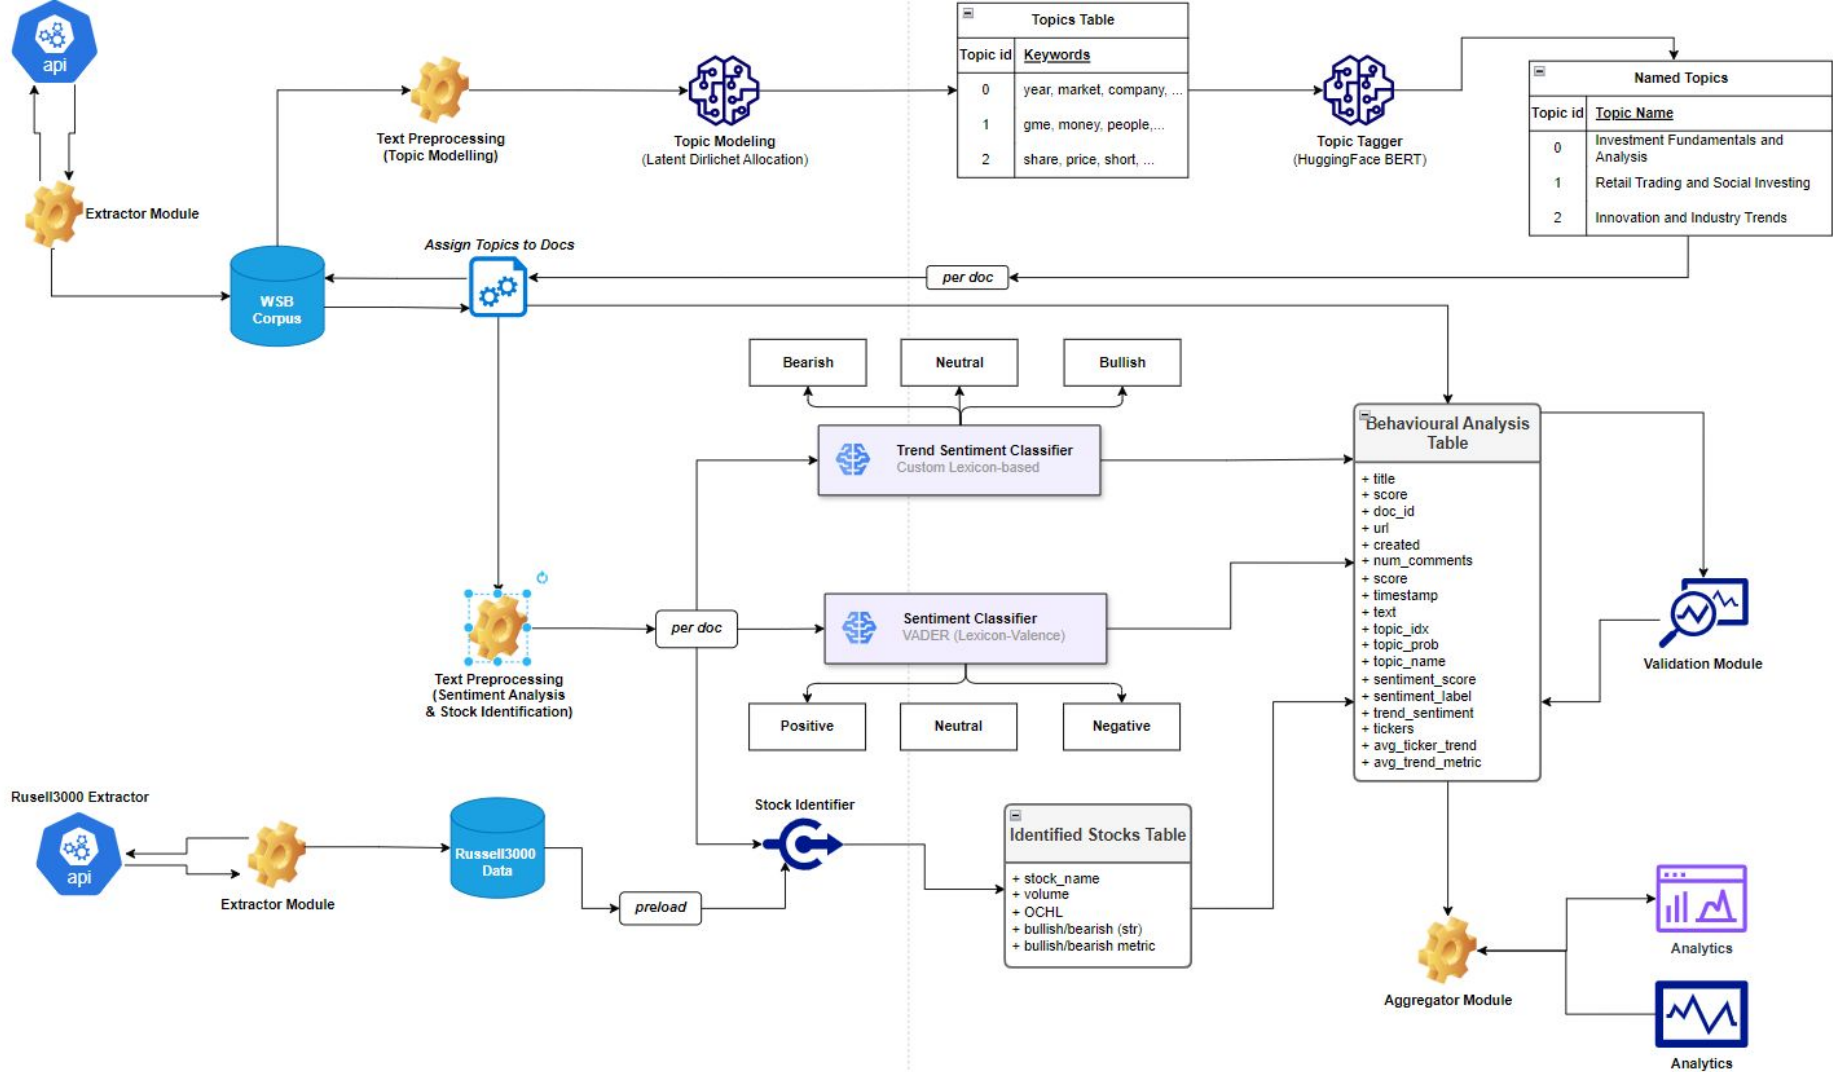 api
Extractor Module
WSB
Corpus
Text Preprocessing
(Topic Modelling)
Topic Modeling
(Latent Dirlichet Allocation)
Topics Table
Topic id Keywords
0 year, market, company, ...
1 gme, money, people,...
2 share, price, short, ...
Topic Tagger
(HuggingFace BERT)
Named Topics
Topic id Topic Name
0 Investment Fundamentals and
Analysis
1 Retail Trading and Social Investing
2 Innovation and Industry Trends
Assign Topics to Docs
per doc
Bearish
Neutral
Bullish
Trend Sentiment Classifier
Custom Lexicon-based
Text Preprocessing
(Sentiment Analysis
& Stock Identification)
per doc
Sentiment Classifier
VADER (Lexicon-Valence)
Positive
Neutral
Negative
Behavioural Analysis
Table
+ title
+ score
+ doc_id
+ url
+ created
+ num_comments
+ score
+ timestamp
+ text
+ topic_idx
+ topic_prob
+ topic_name
+ sentiment_score
+ sentiment_label
+ trend_sentiment
+ tickers
+ avg_ticker_trend
+ avg_trend_metric
Validation Module
Rusell3000 Extractor
api
Extractor Module
Russell3000
Data
preload
Stock Identifier
Identified Stocks Table
+ stock_name
+ volume
+ OCHL
+ bullish/bearish (str)
+ bullish/bearish metric
Aggregator Module
Analytics
Analytics